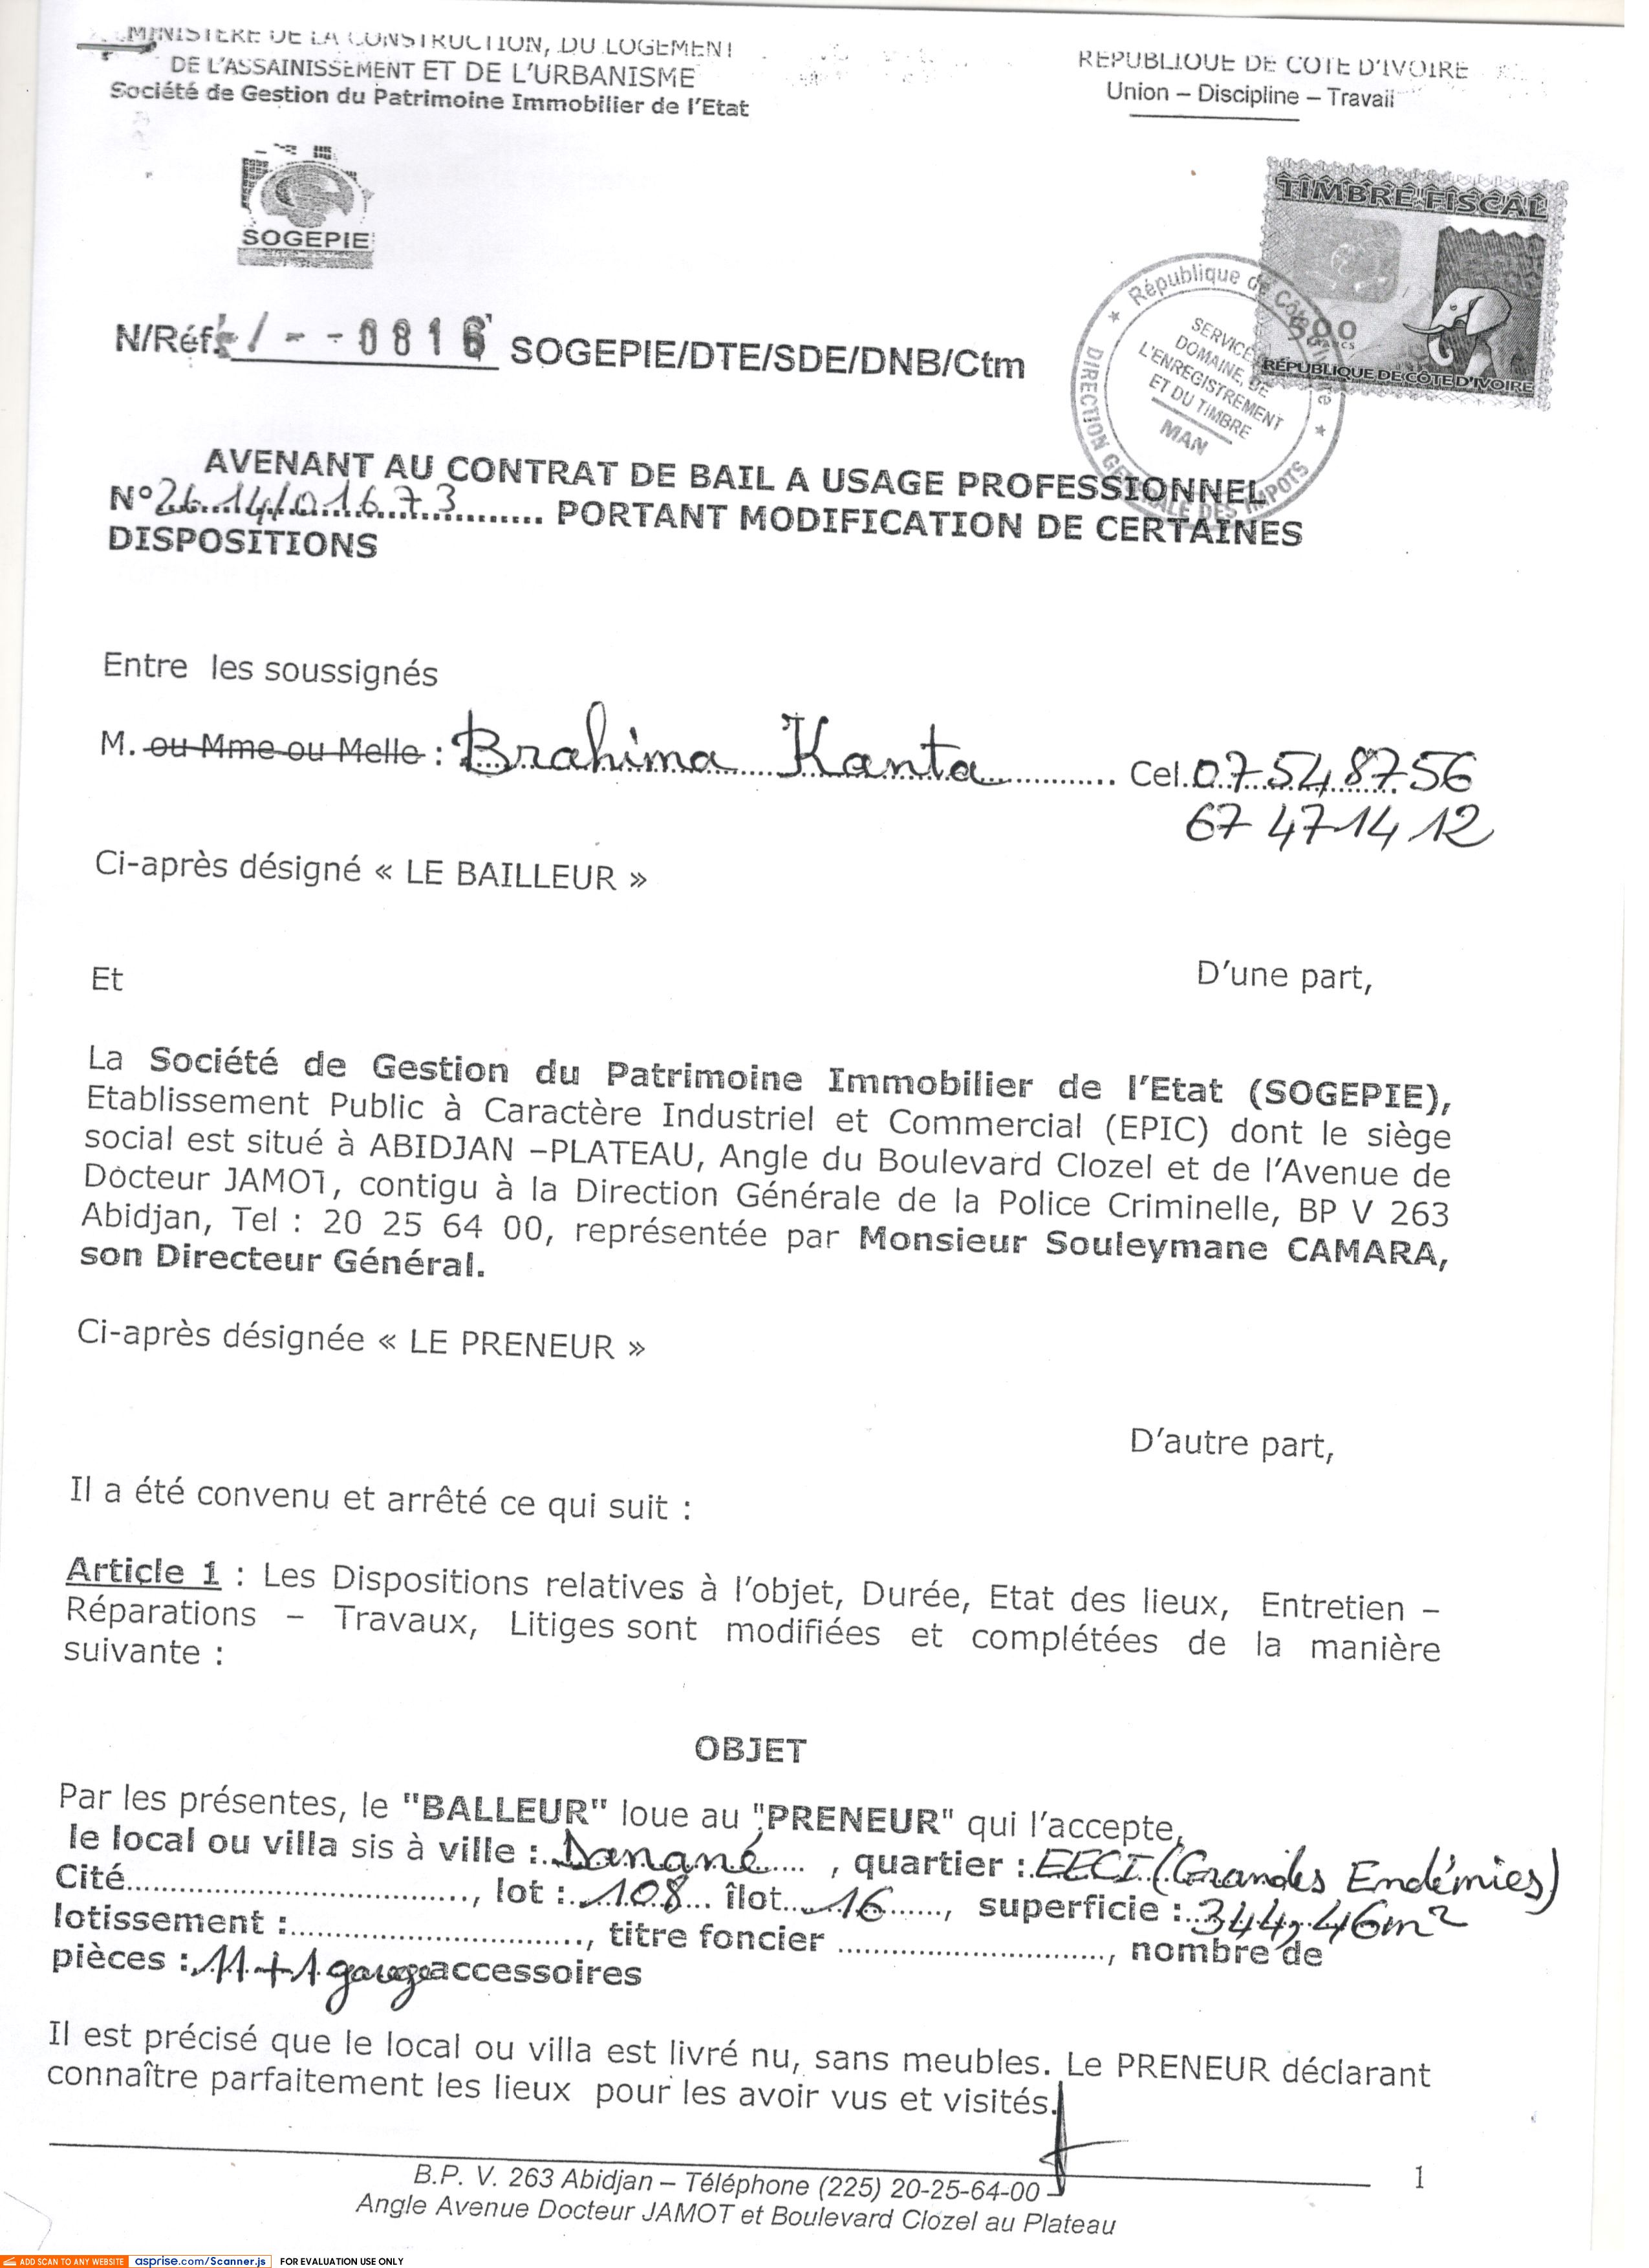 MINISTERE DE LA CONSTRUCTION, DU LOGEMENT
DE L'ASSAINISSEMENT ET DE L'URBANISME
Société de Gestion du Patrimoine Immobilier de l'Etat
REPUBLIQUE DE COTE D'IVOIRE
Union – Discipline – Travail
SOGEPIE
TIMBRE FISCAL
500
FRANCS
RÉPUBLIQUE DE CÔTE D'IVOIRE
République de Côte d'Ivoire
DIRECTION GENERALE DES IMPOTS
SERVICE
DOMAINE, DE
L'ENREGISTREMENT
ET DU TIMBRE
MAN
N/Réf: / - - 0816 SOGEPIE/DTE/SDE/DNB/Ctm
AVENANT AU CONTRAT DE BAIL A USAGE PROFESSIONNEL
N° 26.14/01673 PORTANT MODIFICATION DE CERTAINES
DISPOSITIONS
Entre les soussignés
M. ou Mme ou Melle : Brahima Kanta Cel. 07 54 87 56
67 47 14 12
Ci-après désigné « LE BAILLEUR »
D'une part,
Et
La Société de Gestion du Patrimoine Immobilier de l'Etat (SOGEPIE),
Etablissement Public à Caractère Industriel et Commercial (EPIC) dont le siège
social est situé à ABIDJAN –PLATEAU, Angle du Boulevard Clozel et de l'Avenue de
Docteur JAMOT, contigu à la Direction Générale de la Police Criminelle, BP V 263
Abidjan, Tel : 20 25 64 00, représentée par Monsieur Souleymane CAMARA,
son Directeur Général.
Ci-après désignée « LE PRENEUR »
D'autre part,
Il a été convenu et arrêté ce qui suit :
Article 1 : Les Dispositions relatives à l'objet, Durée, Etat des lieux, Entretien –
Réparations – Travaux, Litiges sont modifiées et complétées de la manière
suivante :
OBJET
Par les présentes, le "BALLEUR" loue au "PRENEUR" qui l'accepte,
le local ou villa sis à ville : Danané , quartier : EECI (Grandes Endémies)
Cité........, lot : 108 îlot 16 , superficie : 344,46m²
lotissement :........, titre foncier ........, nombre de
pièces : 11+1 garage accessoires
Il est précisé que le local ou villa est livré nu, sans meubles. Le PRENEUR déclarant
connaître parfaitement les lieux pour les avoir vus et visités.
1
B.P. V. 263 Abidjan – Téléphone (225) 20-25-64-00
Angle Avenue Docteur JAMOT et Boulevard Clozel au Plateau
ADD SCAN TO ANY WEBSITE asprise.com/Scanner.js FOR EVALUATION USE ONLY